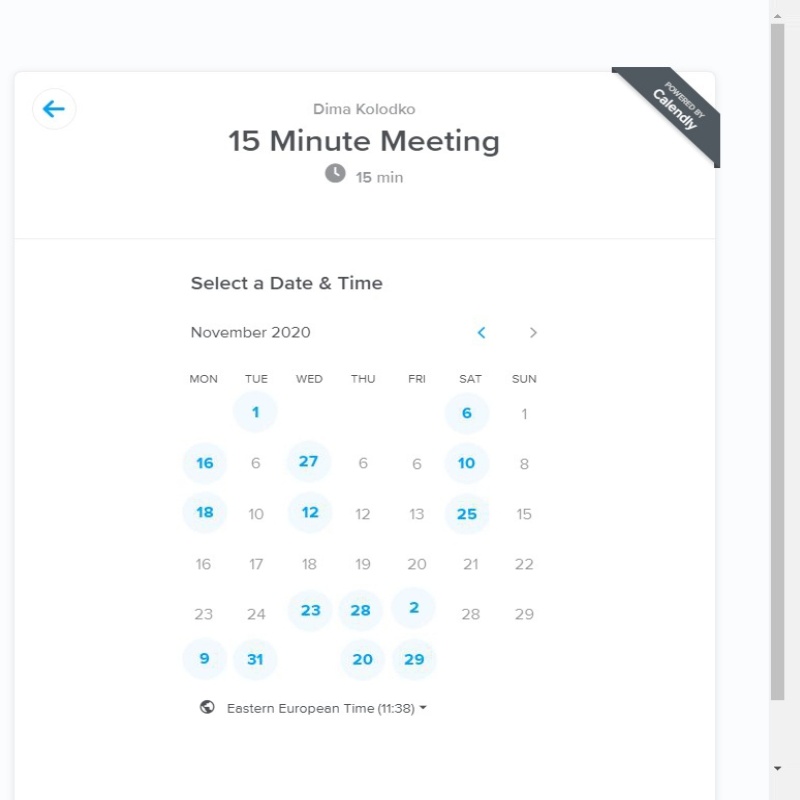 POWERED BY
Calendly
Dima Kolodko
15 Minute Meeting
15 min
Select a Date & Time
November 2020
MON TUE WED THU FRI SAT SUN
1 6 1
16 6 27 6 6 10 8
18 10 12 12 13 25 15
16 17 18 19 20 21 22
23 24 23 28 2 28 29
9 31 20 29
Eastern European Time (11:38)